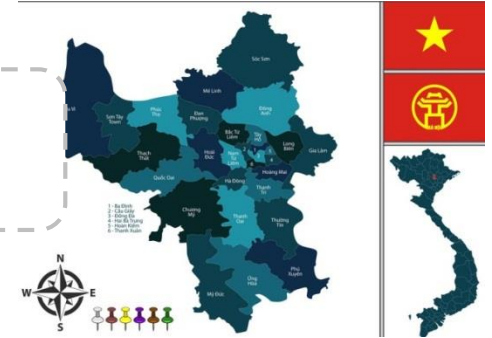 Sóc Sơn
Mê Linh
Đông Anh
Sơn Tây
Town
Phúc
Thọ
Đan
Phượng
Bắc Từ
Liêm
Tây
Hồ
Long
Biên
Gia Lâm
Thạch
Thất
Hoài
Đức
Nam
Từ
Liêm
Quốc Oai
Hà Đông
Hoàng Mai
Thanh
Trì
1 - Ba Đình
2 - Cầu Giấy
3 - Đống Đa
4 - Hai Bà Trưng
5 - Hoàn Kiếm
6 - Thanh Xuân
Chương
Mỹ
Thanh
Oai
Thường
Tín
Phú
Xuyên
Ứng
Hòa
Mỹ Đức
N
W
E
S